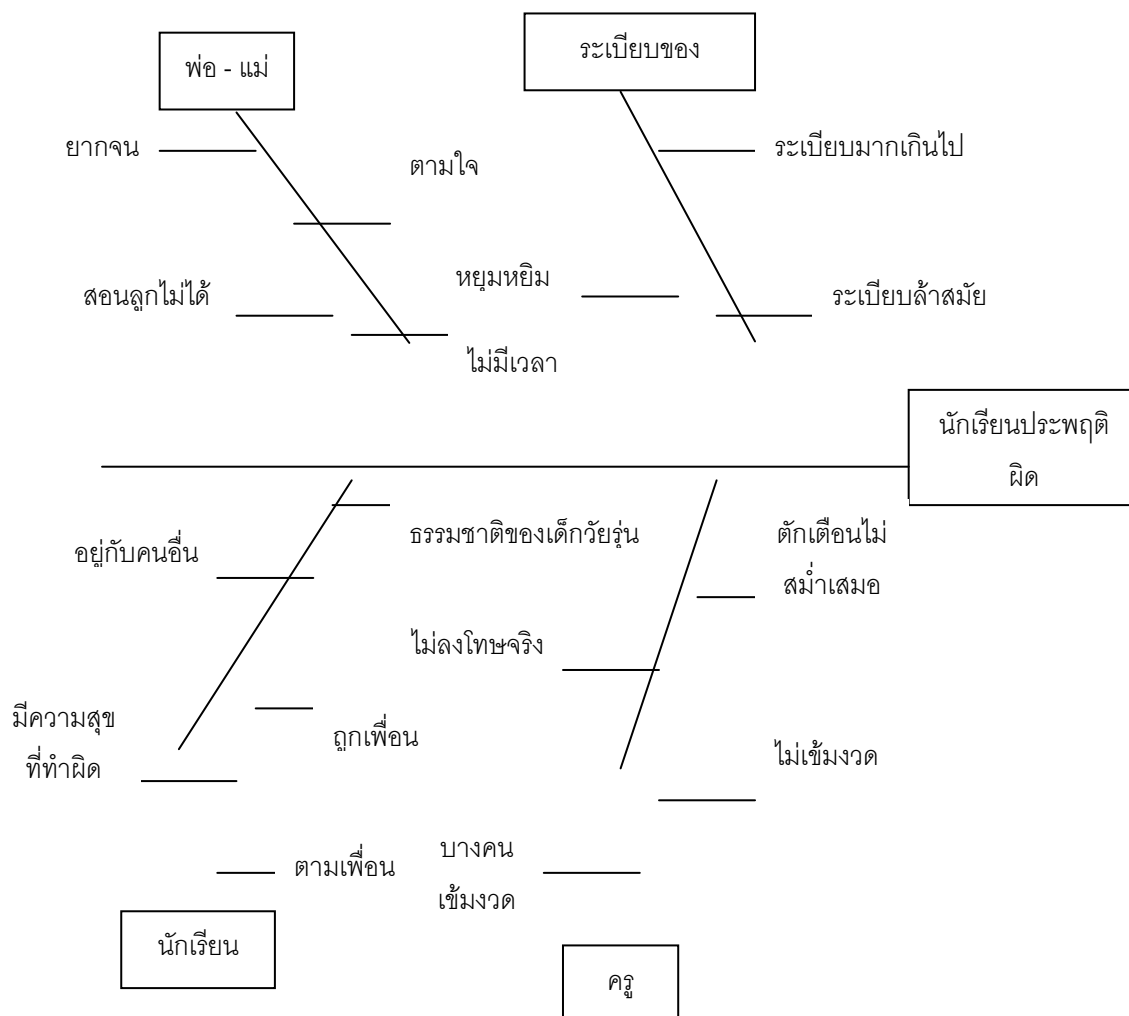 พ่อ - แม่
ระเบียบของ
ยากจน
ตามใจ
ระเบียบมากเกินไป
สอนลูกไม่ได้
หยุมหยิม
ระเบียบล้าสมัย
ไม่มีเวลา
นักเรียนประพฤติ
ผิด
อยู่กับคนอื่น
ธรรมชาติของเด็กวัยรุ่น
ตักเตือนไม่
สม่ำเสมอ
ไม่ลงโทษจริง
มีความสุข
ที่ทำผิด
ถูกเพื่อน
ไม่เข้มงวด
ตามเพื่อน
บางคน
เข้มงวด
นักเรียน
ครู